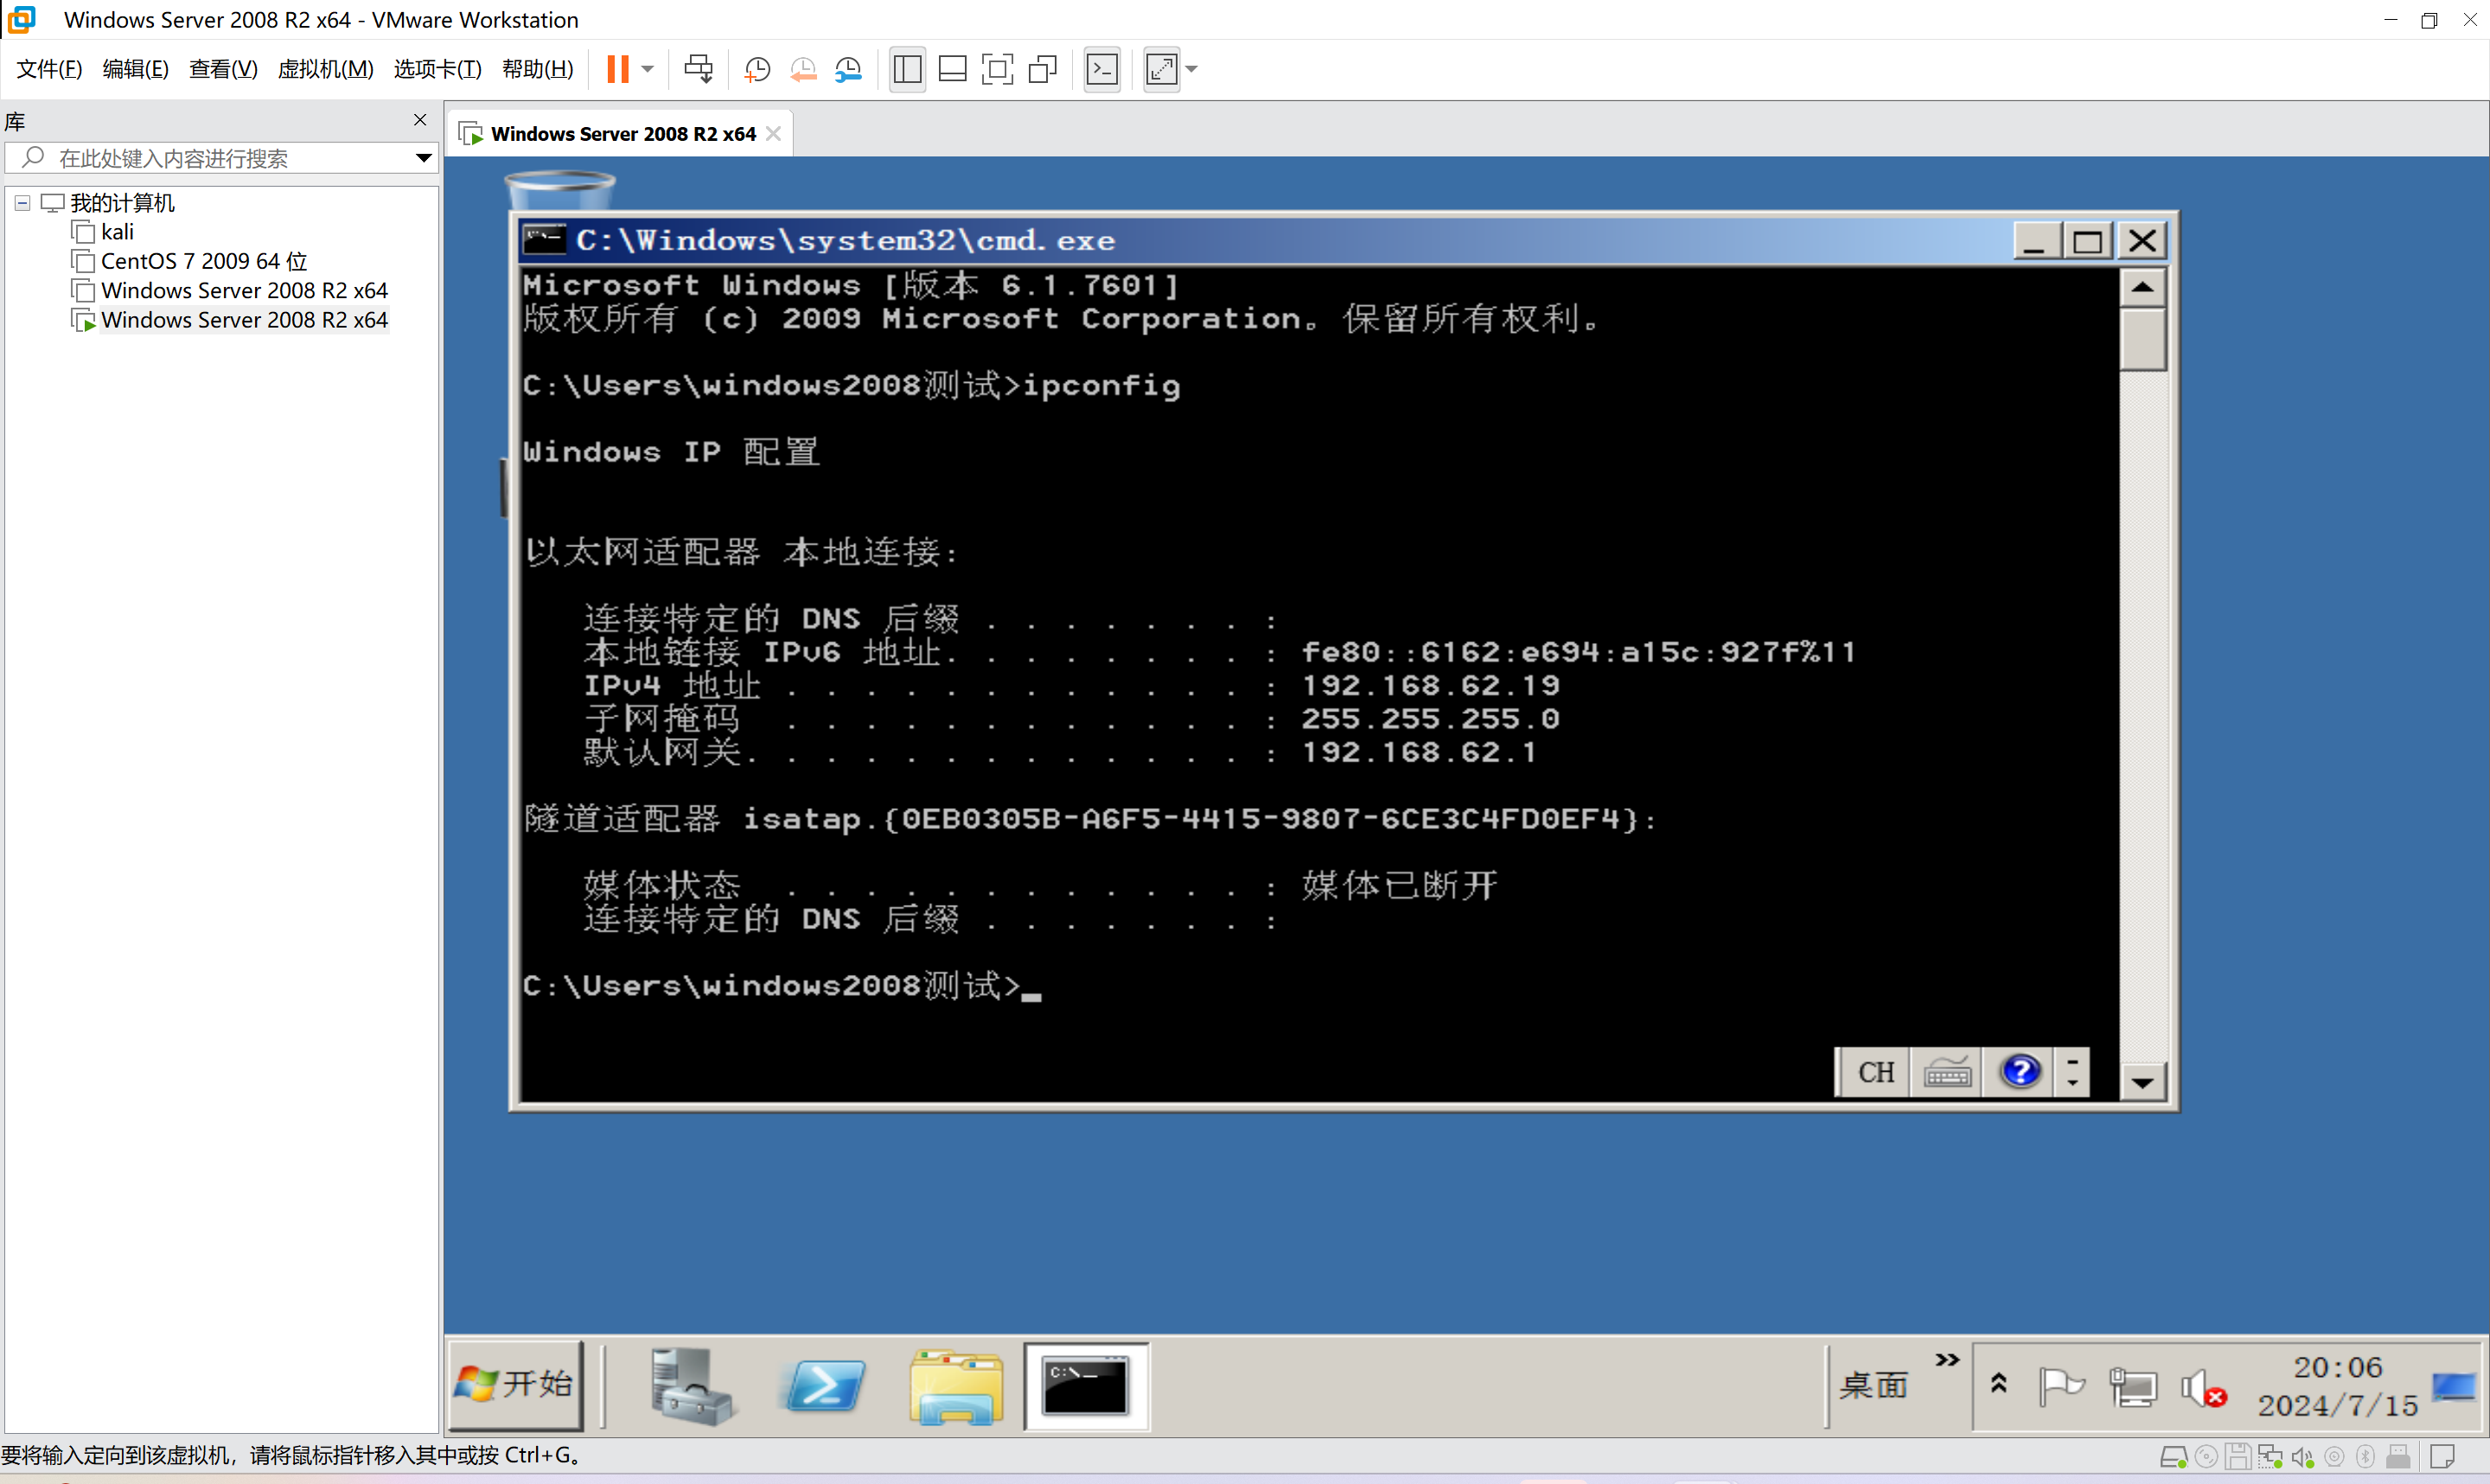 Windows Server 2008 R2 x64 - VMware Workstation
文件(F) 编辑(E) 查看(V) 虚拟机(M) 选项卡(T) 帮助(H)
库
在此处键入内容进行搜索
我的计算机
kali
CentOS 7 2009 64 位
Windows Server 2008 R2 x64
Windows Server 2008 R2 x64
Windows Server 2008 R2 x64
C:\Windows\system32\cmd.exe
Microsoft Windows [版本 6.1.7601]
版权所有 (c) 2009 Microsoft Corporation。保留所有权利。
C:\Users\windows2008测试>ipconfig
Windows IP 配置
以太网适配器 本地连接:
连接特定的 DNS 后缀 . . . . . . . :
本地链接 IPv6 地址. . . . . . . . : fe80::6162:e694:a15c:927f%11
IPv4 地址 . . . . . . . . . . . . : 192.168.62.19
子网掩码  . . . . . . . . . . . . : 255.255.255.0
默认网关. . . . . . . . . . . . . : 192.168.62.1
隧道适配器 isatap.{0EB0305B-A6F5-4415-9807-6CE3C4FD0EF4}:
媒体状态  . . . . . . . . . . . . : 媒体已断开
连接特定的 DNS 后缀 . . . . . . . :
C:\Users\windows2008测试>
CH
开始
C:\
桌面
20:06
2024/7/15
要将输入定向到该虚拟机，请将鼠标指针移入其中或按 Ctrl+G。